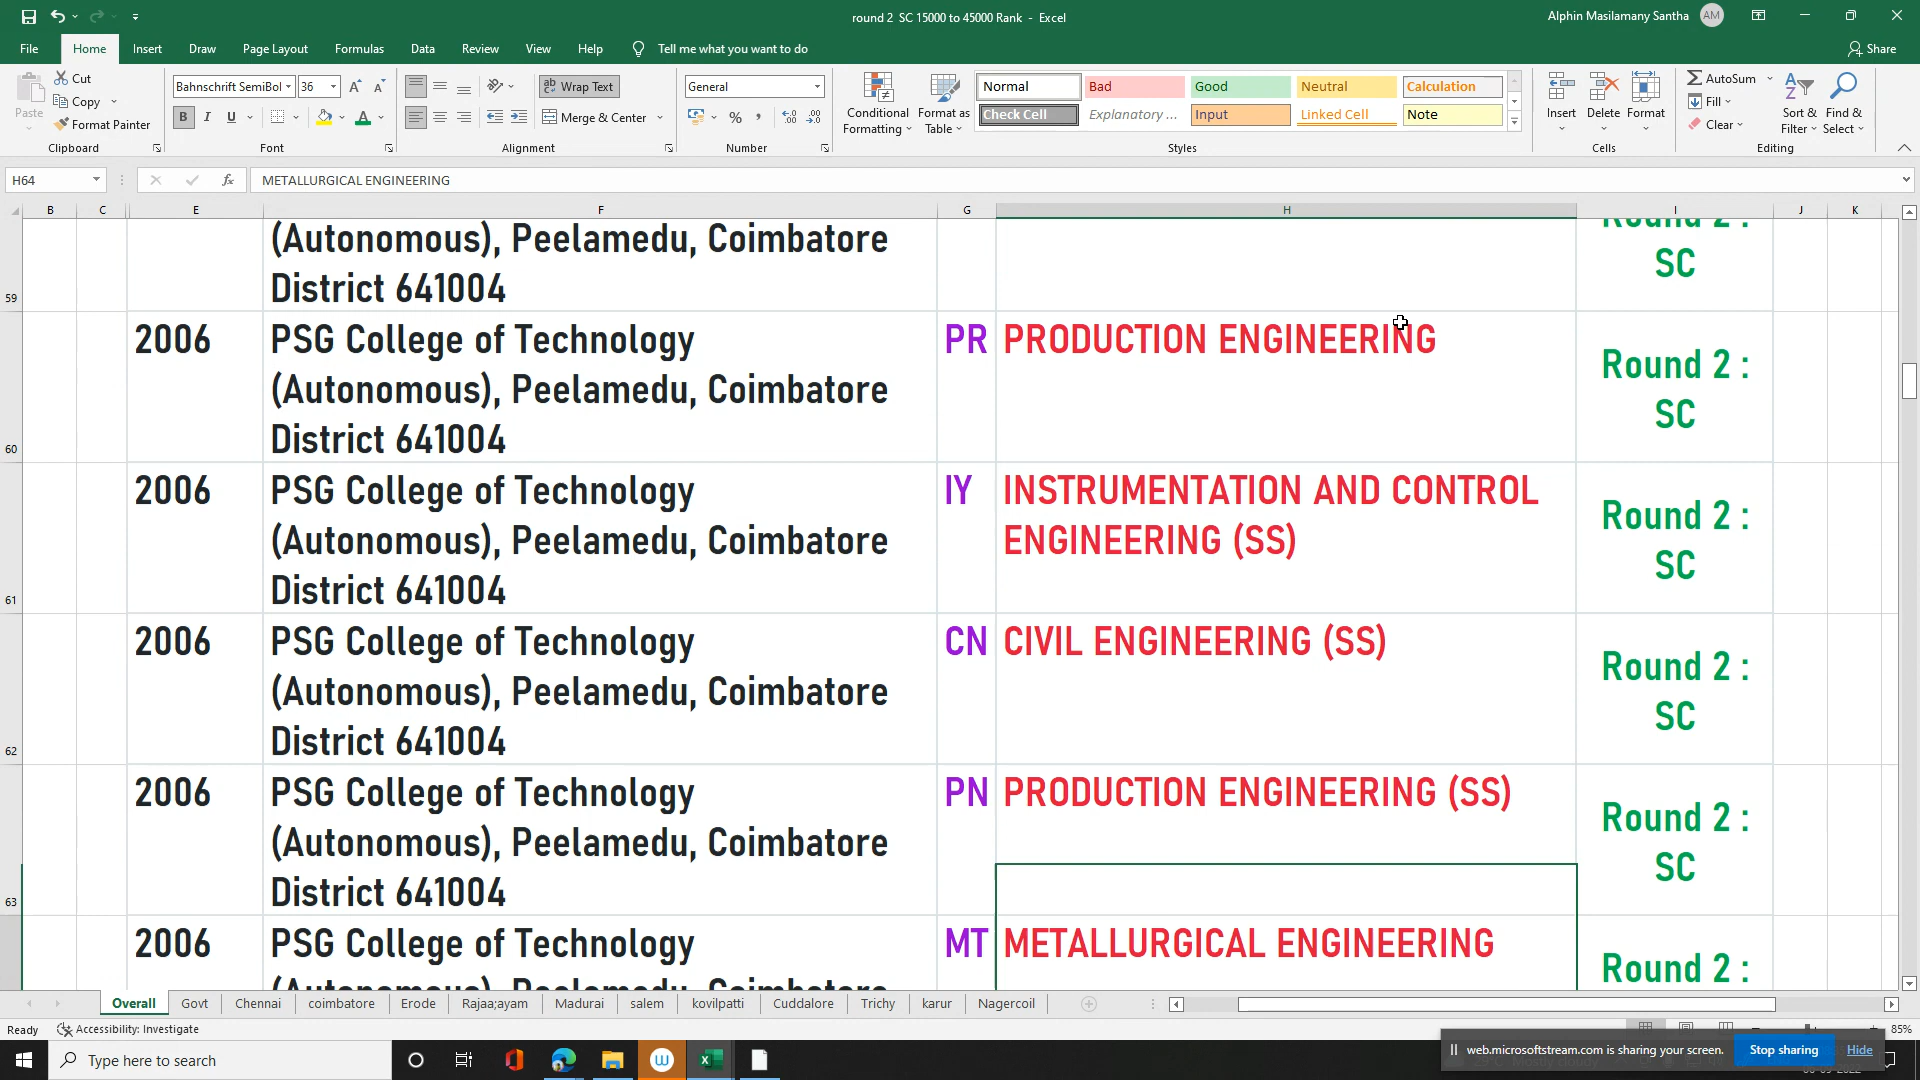 round 2  SC 15000 to 45000 Rank  -  Excel
Alphin Masilamany Santha
AM
File
Home
Insert
Draw
Page Layout
Formulas
Data
Review
View
Help
Tell me what you want to do
Share
Paste
Cut
Copy
Format Painter
Clipboard
Bahnschrift SemiBol
36
B
I
U
Font
Wrap Text
Merge & Center
Alignment
General
Number
Conditional
Formatting
Format as
Table
Normal
Bad
Good
Neutral
Calculation
Check Cell
Explanatory ...
Input
Linked Cell
Note
Styles
Insert
Delete
Format
Cells
AutoSum
Fill
Clear
Sort &
Filter
Find &
Select
Editing
H64
fx
METALLURGICAL ENGINEERING
B
C
E
F
G
H
I
J
K
(Autonomous), Peelamedu, Coimbatore
District 641004
SC
59
2006
PSG College of Technology
(Autonomous), Peelamedu, Coimbatore
District 641004
PR
PRODUCTION ENGINEERING
Round 2 :
SC
60
2006
PSG College of Technology
(Autonomous), Peelamedu, Coimbatore
District 641004
IY
INSTRUMENTATION AND CONTROL
ENGINEERING (SS)
Round 2 :
SC
61
2006
PSG College of Technology
(Autonomous), Peelamedu, Coimbatore
District 641004
CN
CIVIL ENGINEERING (SS)
Round 2 :
SC
62
2006
PSG College of Technology
(Autonomous), Peelamedu, Coimbatore
District 641004
PN
PRODUCTION ENGINEERING (SS)
Round 2 :
SC
63
2006
PSG College of Technology
(Autonomous), Peelamedu, Coimbatore
MT
METALLURGICAL ENGINEERING
Round 2 :
Overall
Govt
Chennai
coimbatore
Erode
Rajaa;ayam
Madurai
salem
kovilpatti
Cuddalore
Trichy
karur
Nagercoil
Ready
Accessibility: Investigate
85%
Type here to search
web.microsoftstream.com is sharing your screen.
Stop sharing
Hide